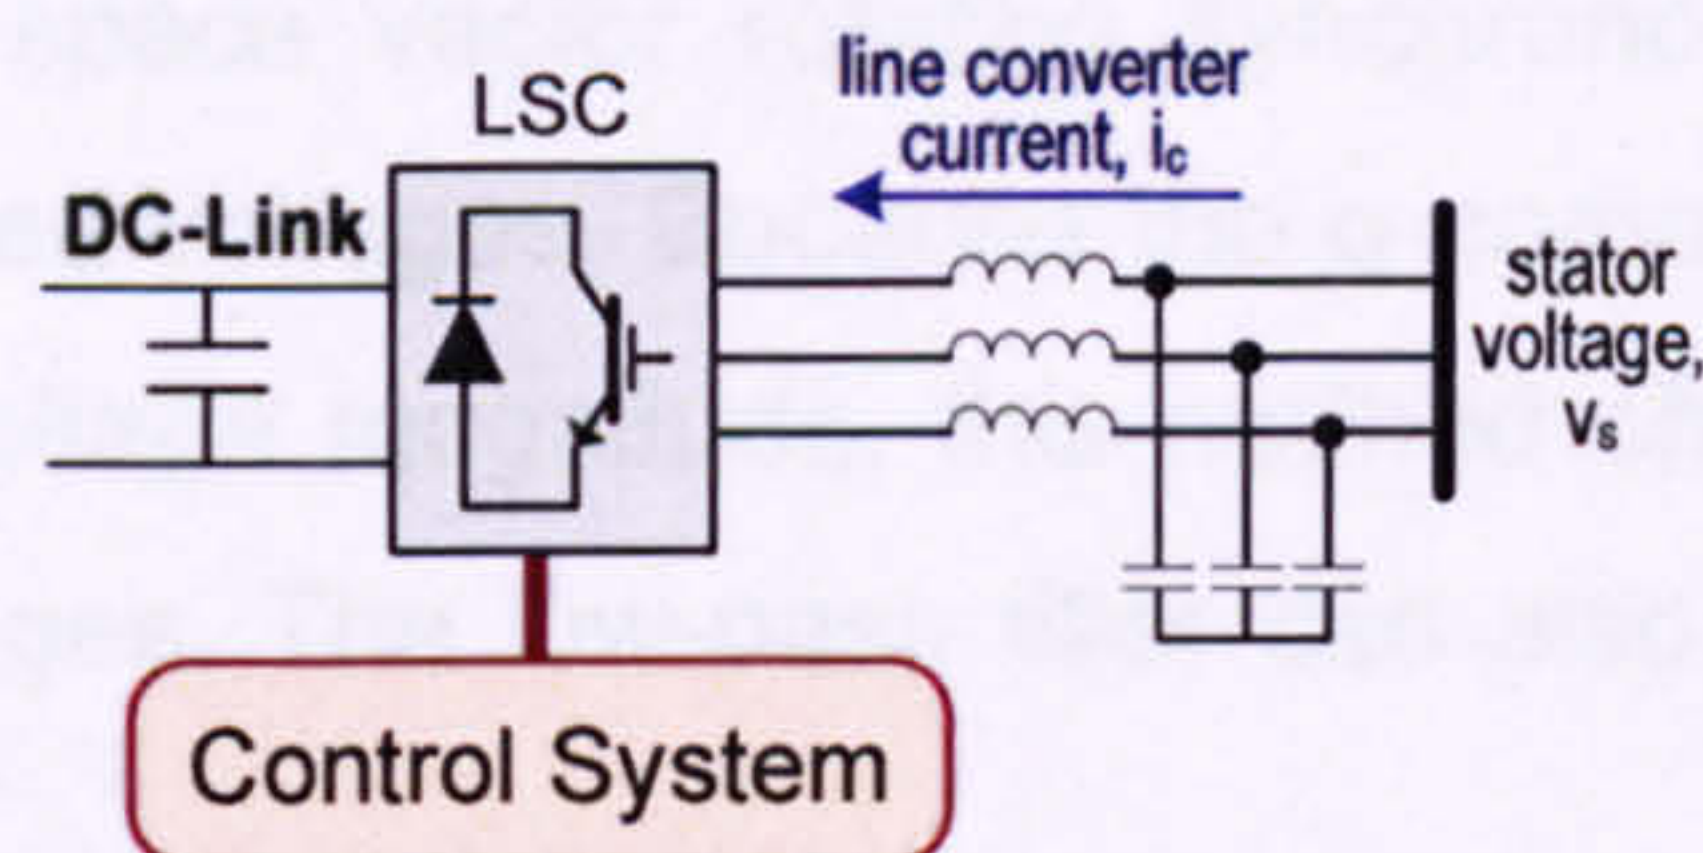 LSC
line converter
current, ic
DC-Link
stator
voltage,
vs
Control System